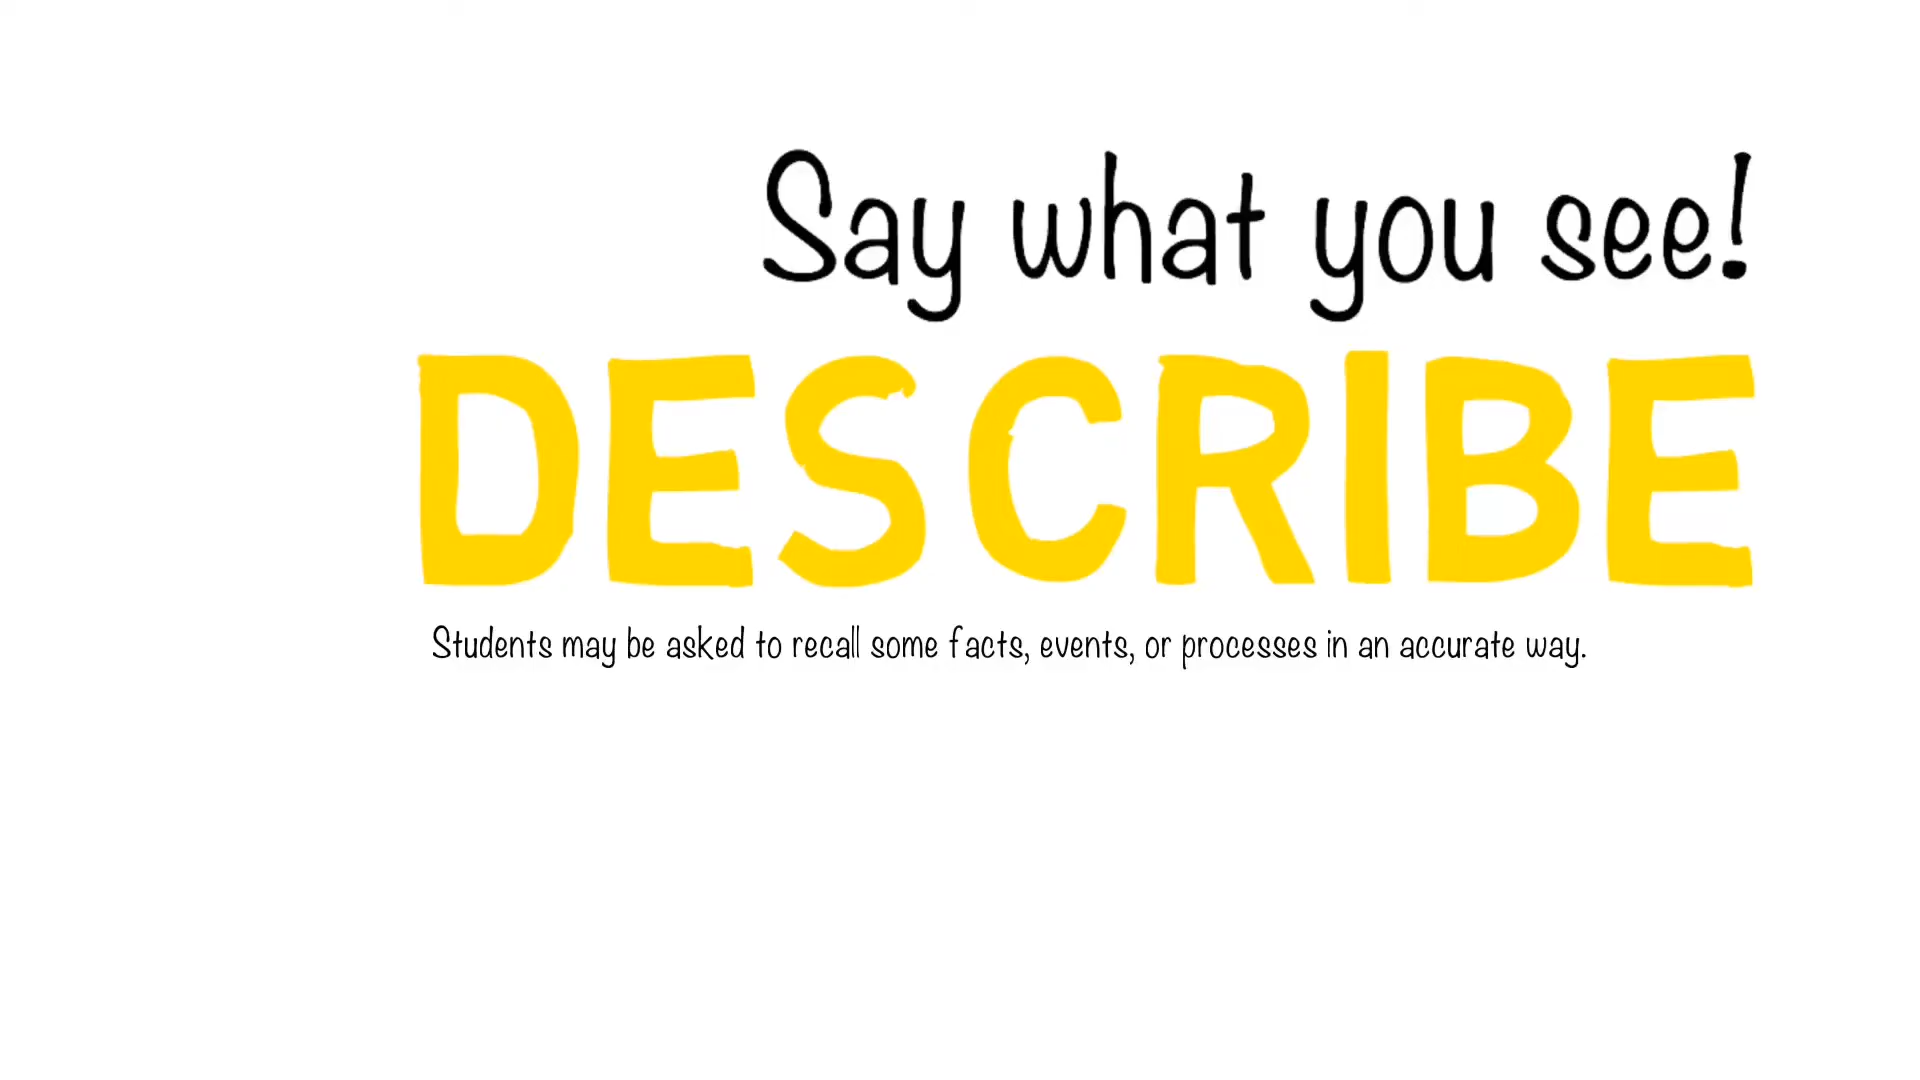 Say what you see!
DESCRIBE
Students may be asked to recall some facts, events, or processes in an accurate way.